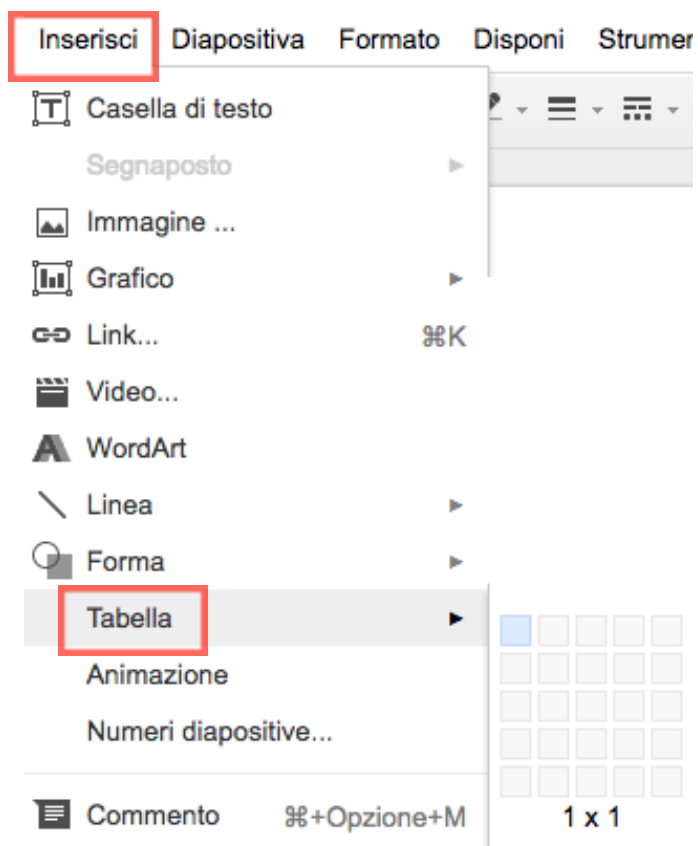 Inserisci Diapositiva Formato Disponi Strumen
Casella di testo
Segnaposto
Immagine ...
Grafico
Link... ⌘K
Video...
WordArt
Linea
Forma
Tabella
Animazione
Numeri diapositive...
Commento ⌘+Opzione+M
1 x 1